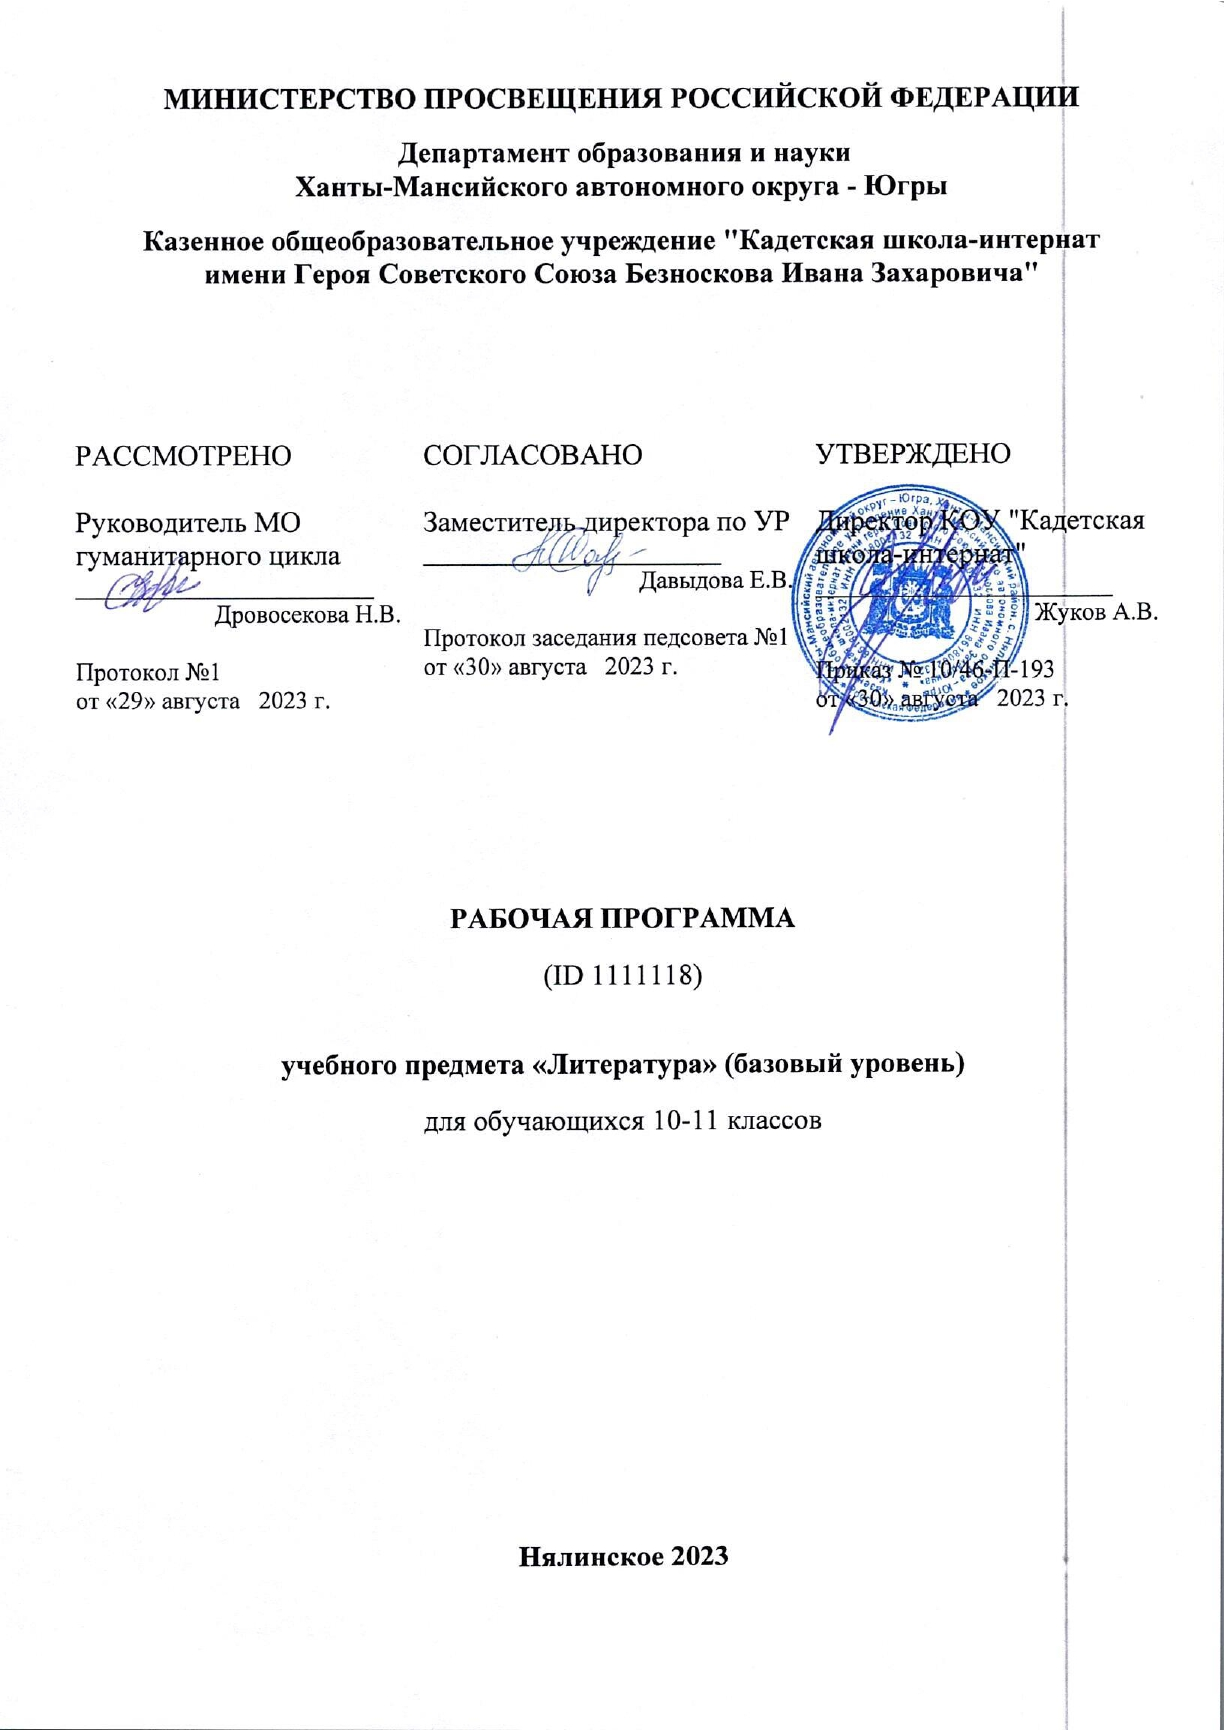 МИНИСТЕРСТВО ПРОСВЕЩЕНИЯ РОССИЙСКОЙ ФЕДЕРАЦИИ
Департамент образования и науки
Ханты-Мансийского автономного округа - Югры
Казенное общеобразовательное учреждение "Кадетская школа-интернат
имени Героя Советского Союза Безноскова Ивана Захаровича"
РАССМОТРЕНО
Руководитель МО
гуманитарного цикла
Дровосекова Н.В.
Протокол №1
от «29» августа 2023 г.
СОГЛАСОВАНО
Заместитель директора по УР
Давыдова Е.В.
Протокол заседания педсовета №1
от «30» августа 2023 г.
УТВЕРЖДЕНО
Директор КОУ "Кадетская
школа-интернат"
Жуков А.В.
Приказ № 10/46-П-193
от «30» августа 2023 г.
РАБОЧАЯ ПРОГРАММА
(ID 1111118)
учебного предмета «Литература» (базовый уровень)
для обучающихся 10-11 классов
Нялинское 2023